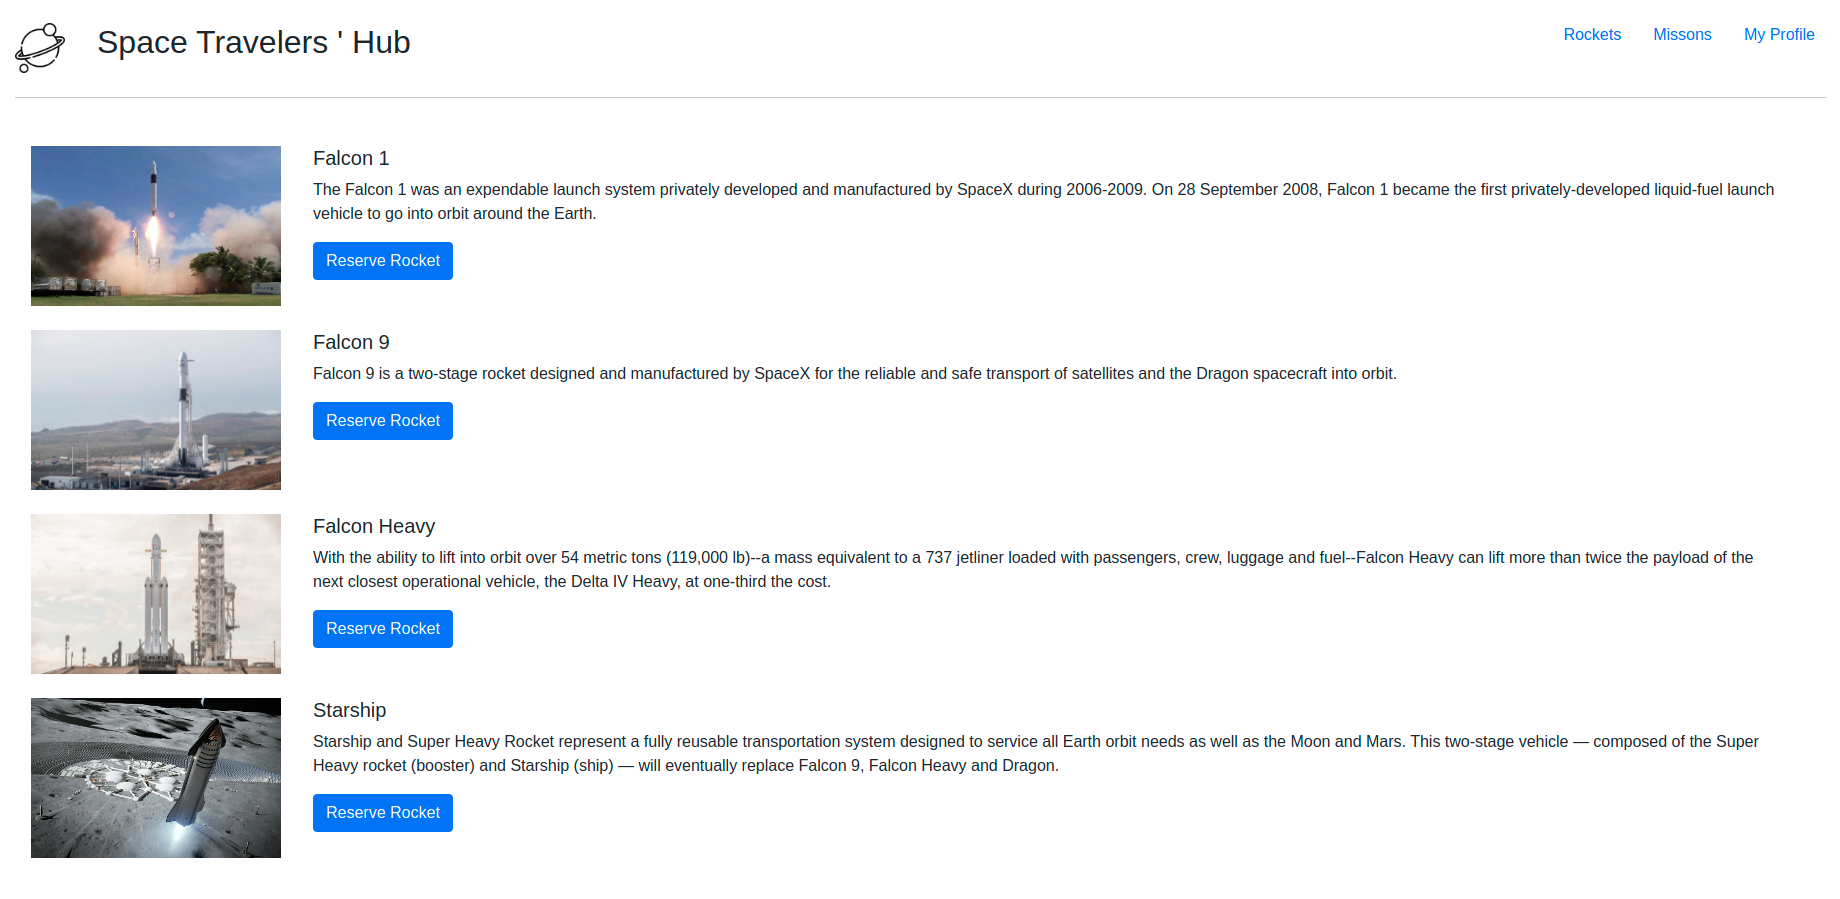 Space Travelers ' Hub
Rockets
Missons
My Profile
Falcon 1
The Falcon 1 was an expendable launch system privately developed and manufactured by SpaceX during 2006-2009. On 28 September 2008, Falcon 1 became the first privately-developed liquid-fuel launch
vehicle to go into orbit around the Earth.
Reserve Rocket
Falcon 9
Falcon 9 is a two-stage rocket designed and manufactured by SpaceX for the reliable and safe transport of satellites and the Dragon spacecraft into orbit.
Reserve Rocket
Falcon Heavy
With the ability to lift into orbit over 54 metric tons (119,000 lb)--a mass equivalent to a 737 jetliner loaded with passengers, crew, luggage and fuel--Falcon Heavy can lift more than twice the payload of the
next closest operational vehicle, the Delta IV Heavy, at one-third the cost.
Reserve Rocket
Starship
Starship and Super Heavy Rocket represent a fully reusable transportation system designed to service all Earth orbit needs as well as the Moon and Mars. This two-stage vehicle — composed of the Super
Heavy rocket (booster) and Starship (ship) — will eventually replace Falcon 9, Falcon Heavy and Dragon.
Reserve Rocket